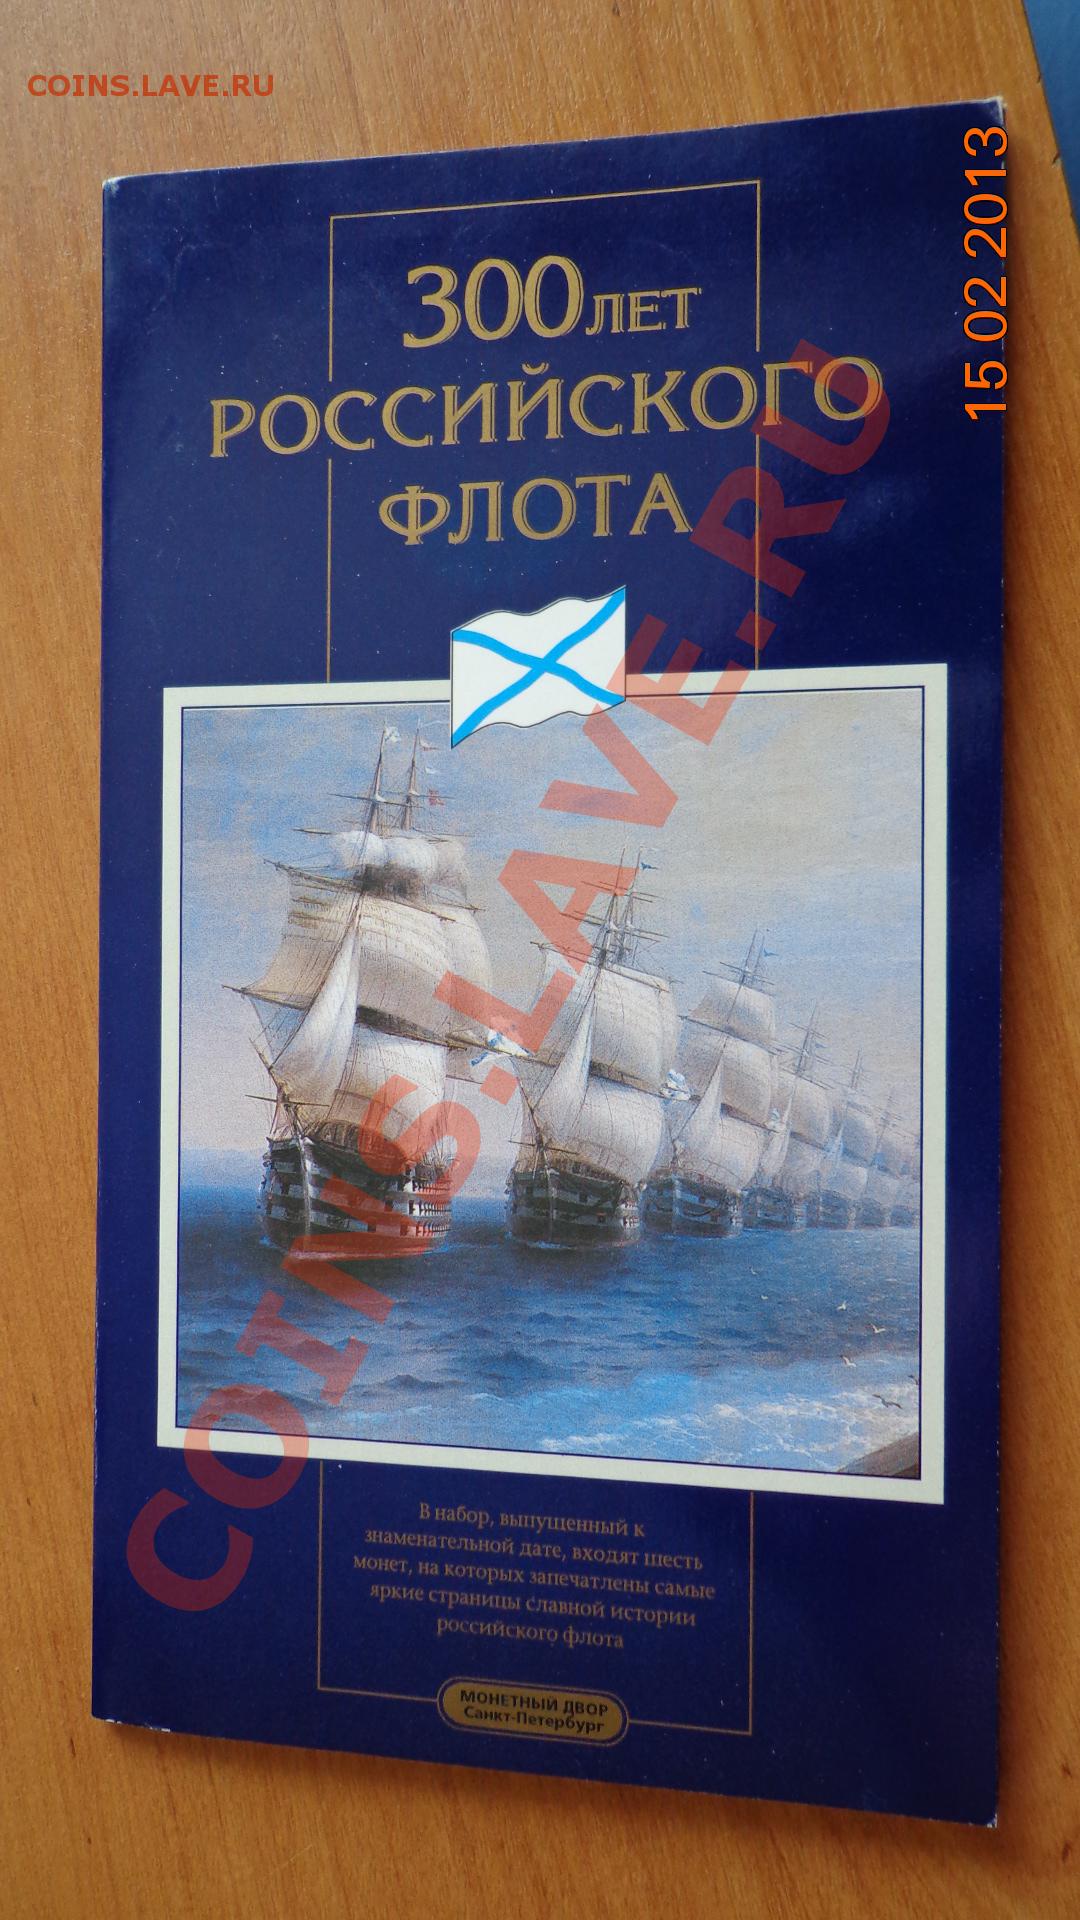 COINS.LAVE.RU
15 02 2013
300 ЛЕТ
РОССИЙСКОГО
ФЛОТА
COINS.LAVE.RU
В набор, выпущенный к
знаменательной дате, входят шесть
монет, на которых запечатлены самые
яркие страницы славной истории
российского флота
МОНЕТНЫЙ ДВОР
Санкт-Петербург